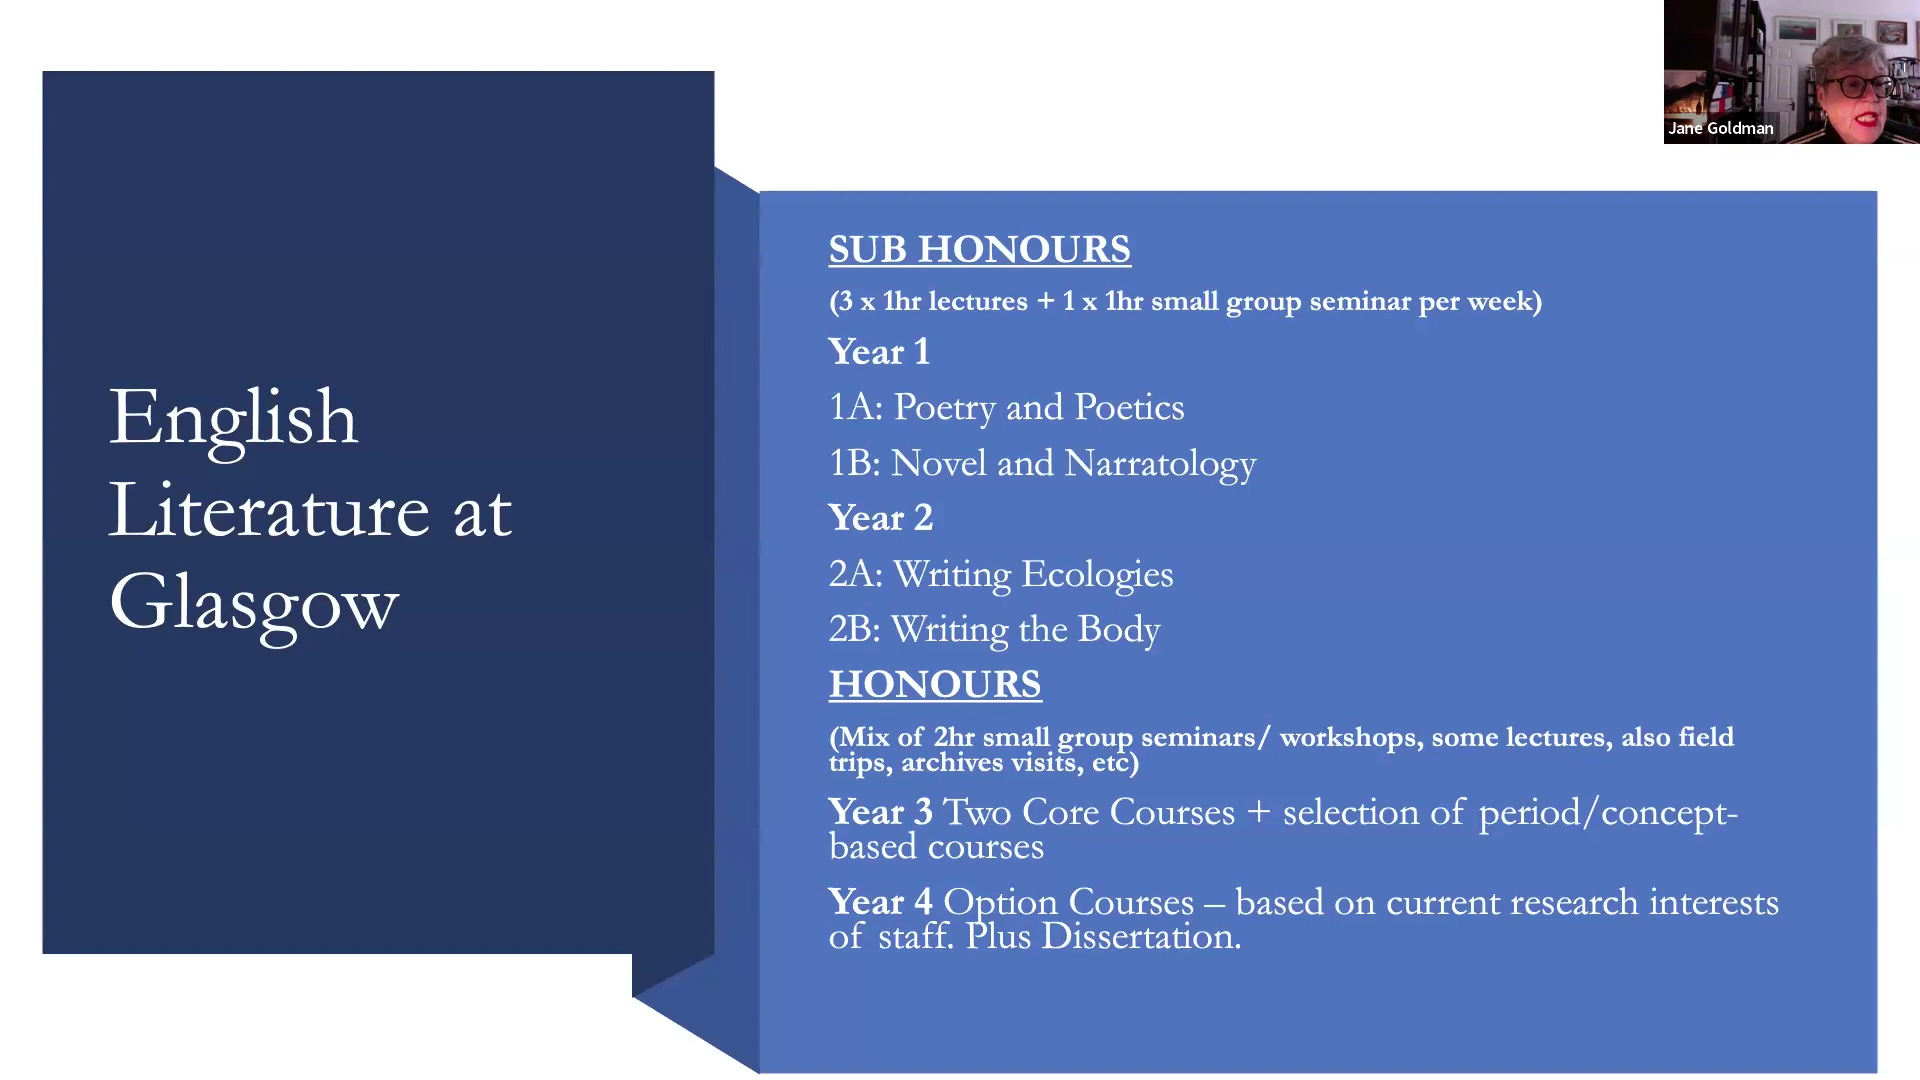 Jane Goldman
English
Literature at
Glasgow
SUB HONOURS
(3 x 1hr lectures + 1 x 1hr small group seminar per week)
Year 1
1A: Poetry and Poetics
1B: Novel and Narratology
Year 2
2A: Writing Ecologies
2B: Writing the Body
HONOURS
(Mix of 2hr small group seminars/ workshops, some lectures, also field
trips, archives visits, etc)
Year 3 Two Core Courses + selection of period/concept-
based courses
Year 4 Option Courses – based on current research interests
of staff. Plus Dissertation.